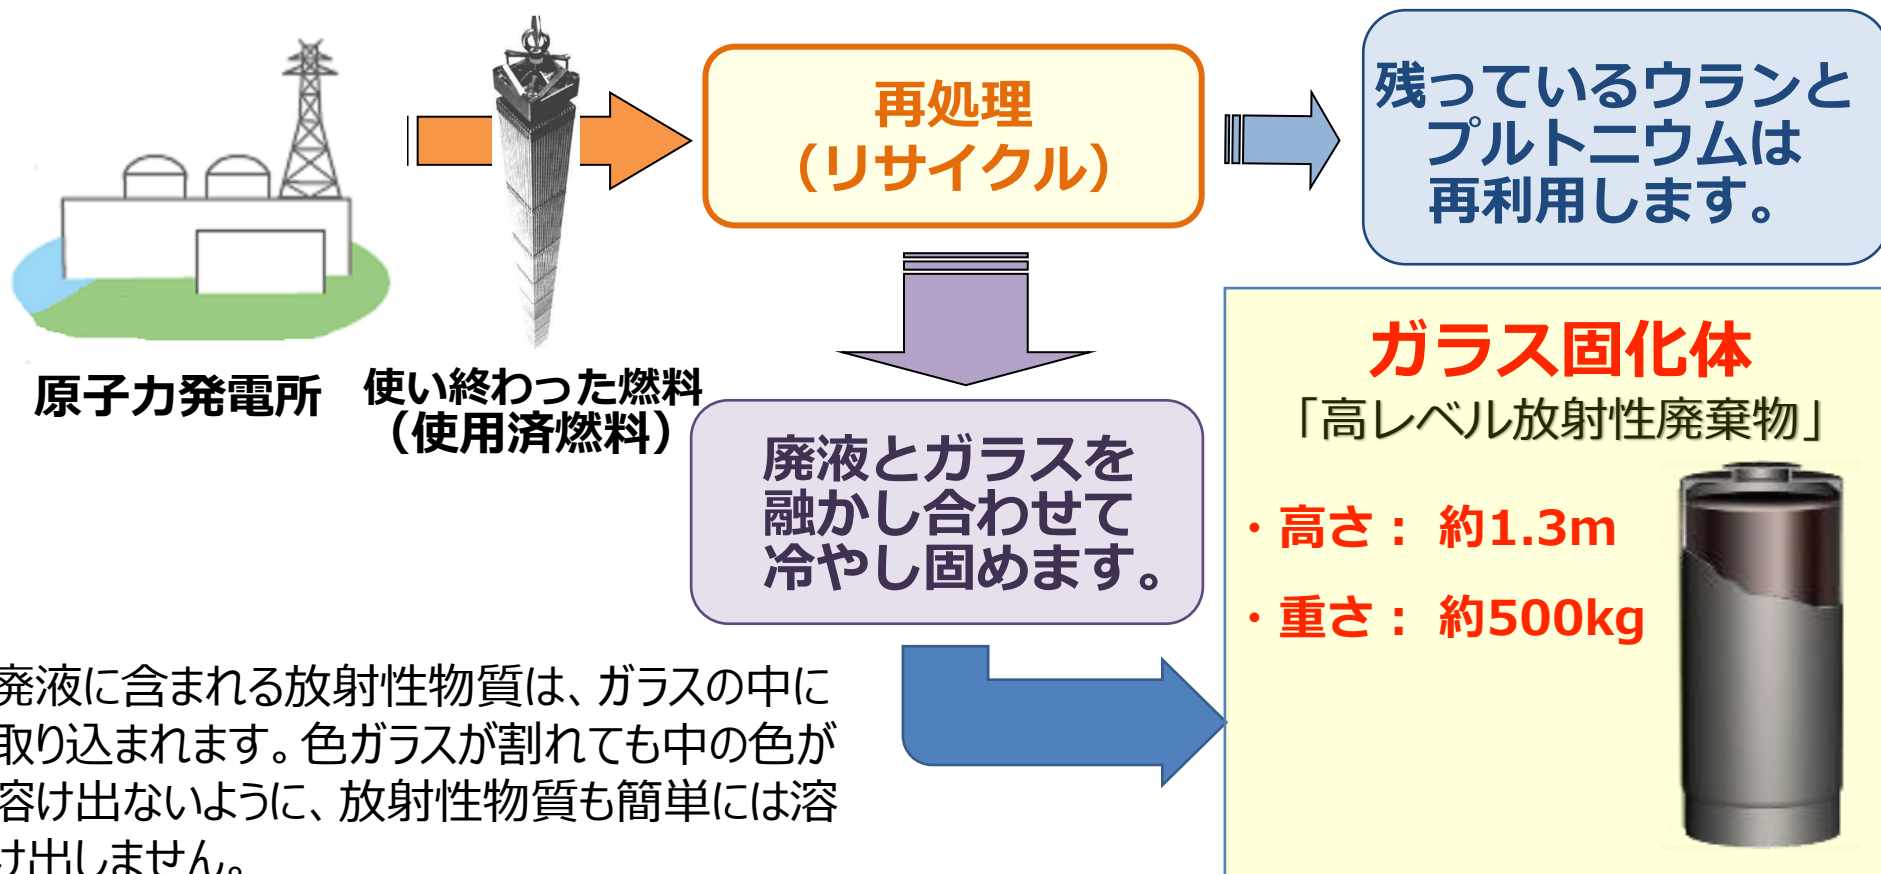 原子力発電所
使い終わった燃料
（使用済燃料）
再処理
（リサイクル）
残っているウランと
プルトニウムは
再利用します。
廃液とガラスを
融かし合わせて
冷やし固めます。
ガラス固化体
「高レベル放射性廃棄物」
・高さ： 約1.3m
・重さ： 約500kg
廃液に含まれる放射性物質は、ガラスの中に
取り込まれます。色ガラスが割れても中の色が
溶け出ないように、放射性物質も簡単には溶
け出しません。